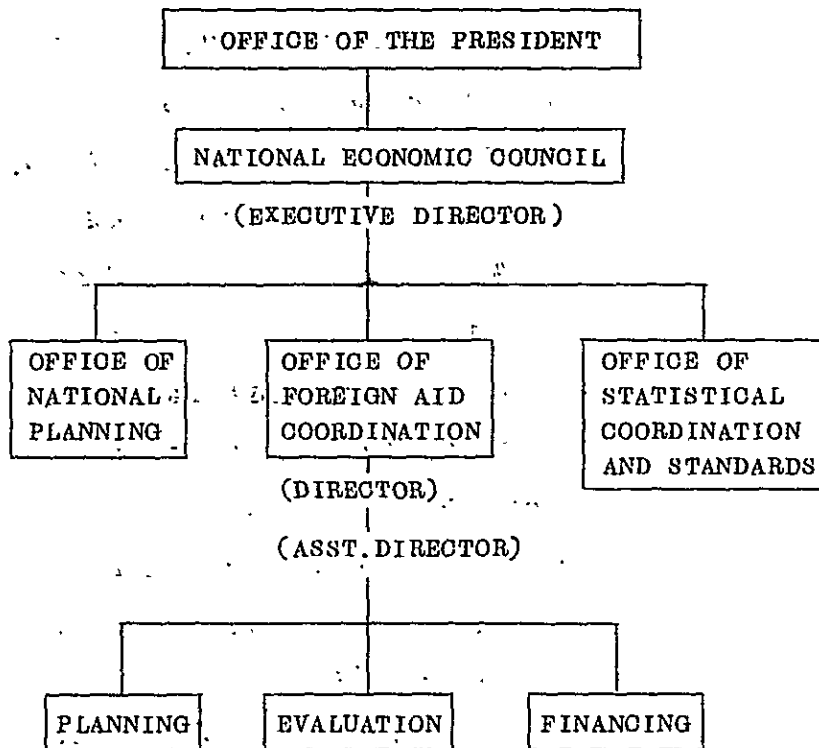 OFFICE OF THE PRESIDENT
NATIONAL ECONOMIC COUNCIL
(EXECUTIVE DIRECTOR)
OFFICE OF
NATIONAL
PLANNING
OFFICE OF
FOREIGN AID
COORDINATION
OFFICE OF
STATISTICAL
COORDINATION
AND STANDARDS
(DIRECTOR)
(ASST. DIRECTOR)
PLANNING
EVALUATION
FINANCING